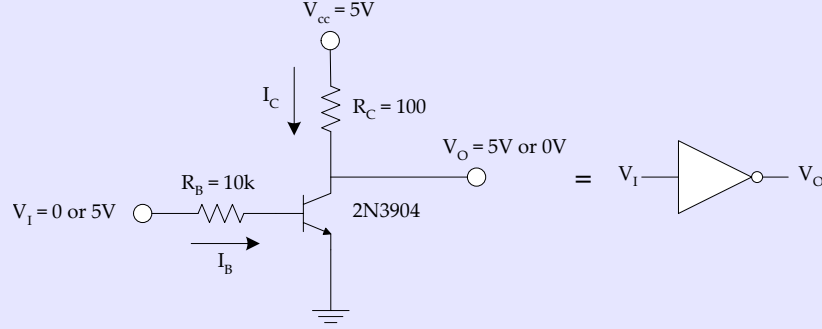 V_cc = 5V
I_C
R_C = 100
V_O = 5V or 0V
R_B = 10k
= V_I V_O
V_I = 0 or 5V
2N3904
I_B